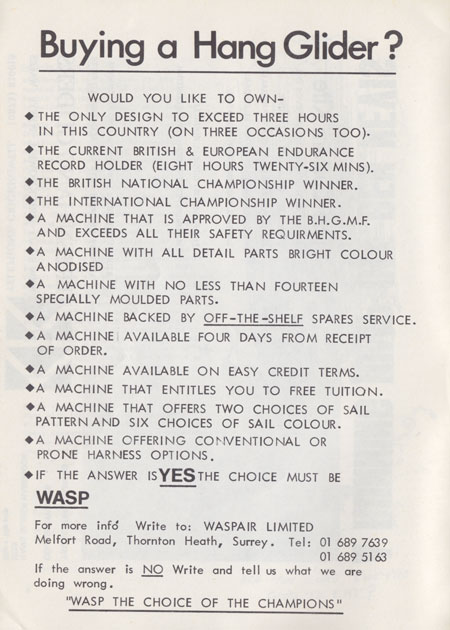 Buying a Hang Glider?
WOULD YOU LIKE TO OWN-
◆THE ONLY DESIGN TO EXCEED THREE HOURS
IN THIS COUNTRY (ON THREE OCCASIONS TOO).
◆THE CURRENT BRITISH & EUROPEAN ENDURANCE
RECORD HOLDER (EIGHT HOURS TWENTY-SIX MINS).
◆THE BRITISH NATIONAL CHAMPIONSHIP WINNER.
◆THE INTERNATIONAL CHAMPIONSHIP WINNER.
◆A MACHINE THAT IS APPROVED BY THE B.H.G.M.F.
AND EXCEEDS ALL THEIR SAFETY REQUIRMENTS.
◆A MACHINE WITH ALL DETAIL PARTS BRIGHT COLOUR
ANODISED
◆A MACHINE WITH NO LESS THAN FOURTEEN
SPECIALLY MOULDED PARTS.
◆A MACHINE BACKED BY OFF-THE-SHELF SPARES SERVICE.
◆A MACHINE AVAILABLE FOUR DAYS FROM RECEIPT
OF ORDER.
◆A MACHINE AVAILABLE ON EASY CREDIT TERMS.
◆A MACHINE THAT ENTITLES YOU TO FREE TUITION.
◆A MACHINE THAT OFFERS TWO CHOICES OF SAIL
PATTERN AND SIX CHOICES OF SAIL COLOUR.
◆A MACHINE OFFERING CONVENTIONAL OR
PRONE HARNESS OPTIONS.
◆IF THE ANSWER IS YES THE CHOICE MUST BE
WASP
For more info Write to: WASPAIR LIMITED
Melfort Road, Thornton Heath, Surrey. Tel: 01 689 7639
01 689 5163
If the answer is NO Write and tell us what we are
doing wrong.
"WASP THE CHOICE OF THE CHAMPIONS"